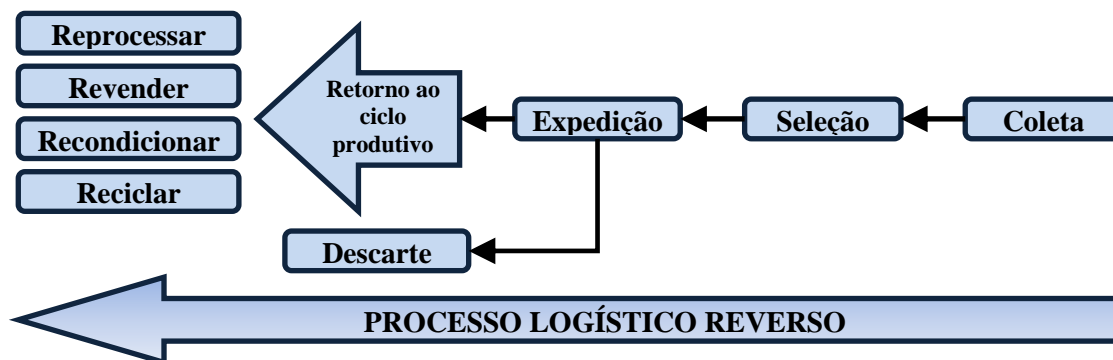 Reprocessar
Revender
Recondicionar
Reciclar
Retorno ao
ciclo
produtivo
Expedição
Seleção
Coleta
Descarte
PROCESSO LOGÍSTICO REVERSO